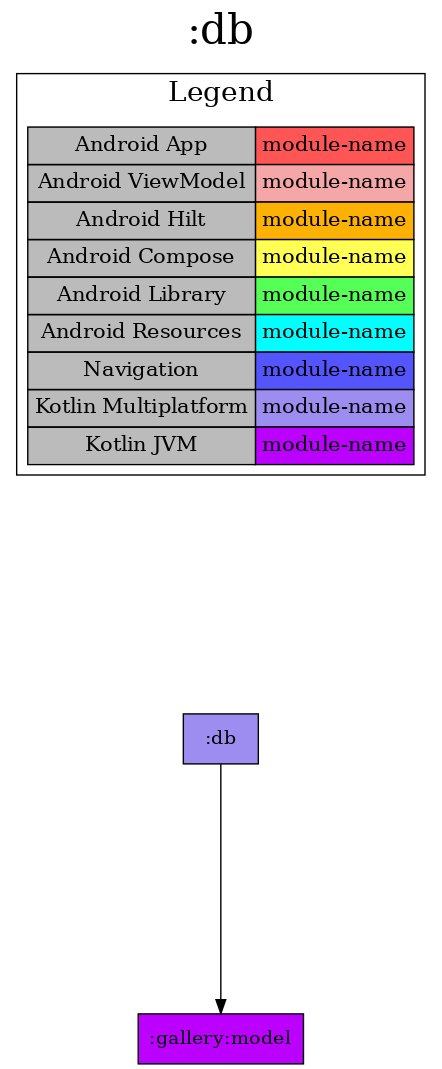 :db
Legend
Android App module-name
Android ViewModel module-name
Android Hilt module-name
Android Compose module-name
Android Library module-name
Android Resources module-name
Navigation module-name
Kotlin Multiplatform module-name
Kotlin JVM module-name
:db
:gallery:model